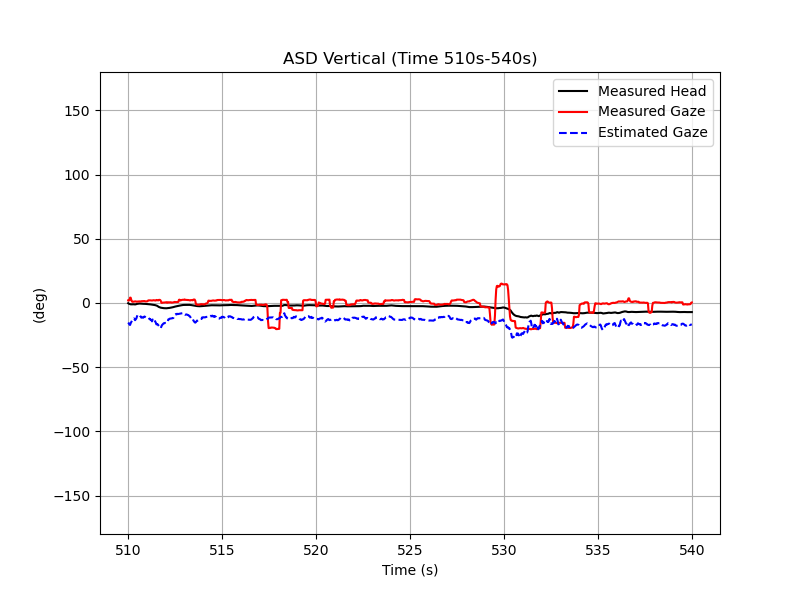 ASD Vertical (Time 510s-540s)
Measured Head
Measured Gaze
Estimated Gaze
150
100
50
0
−50
−100
−150
(deg)
510 515 520 525 530 535 540
Time (s)